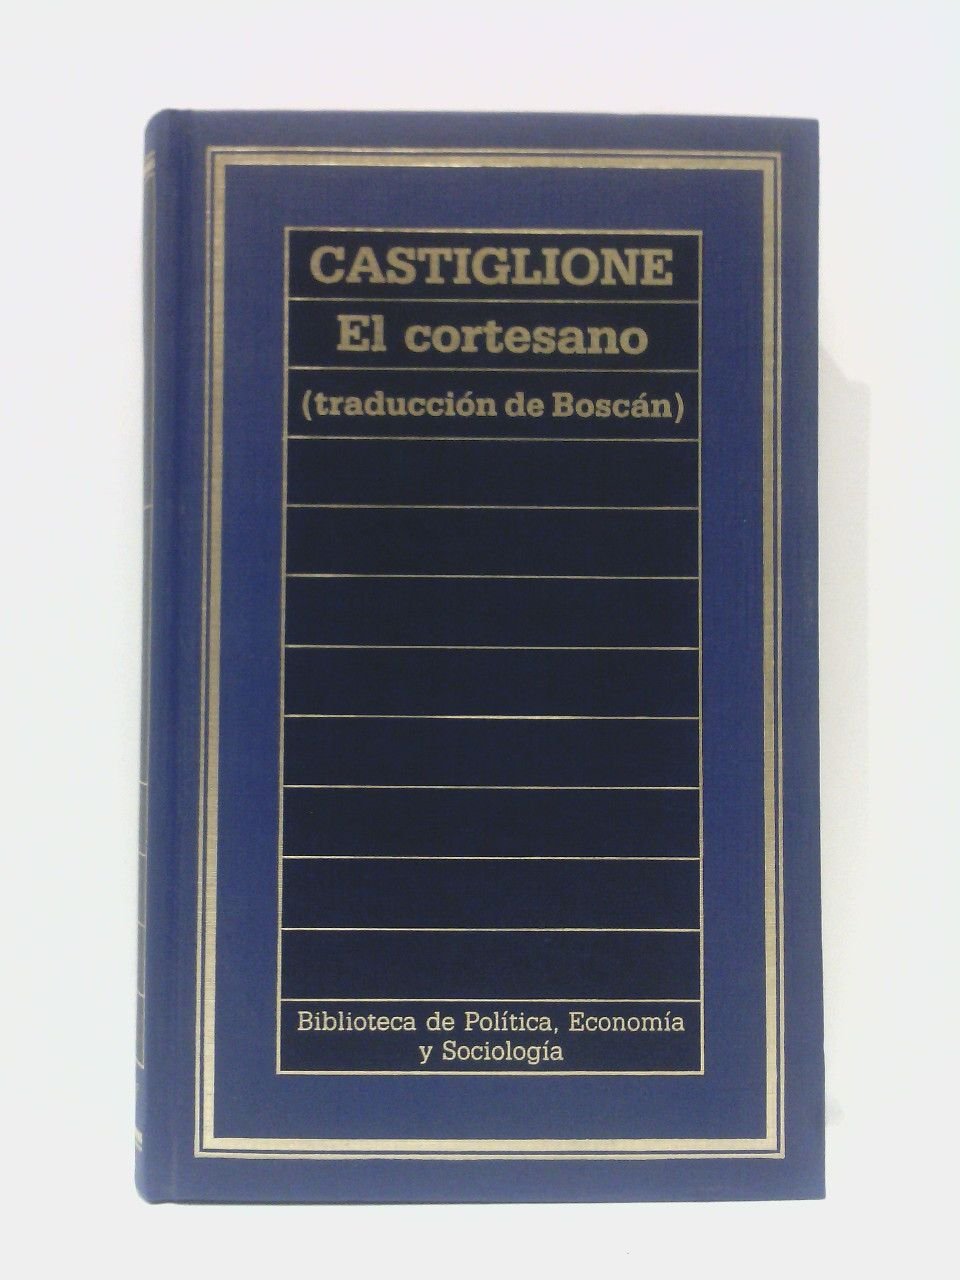 CASTIGLIONE
El cortesano
(traducción de Boscán)
Biblioteca de Política, Economía
y Sociología